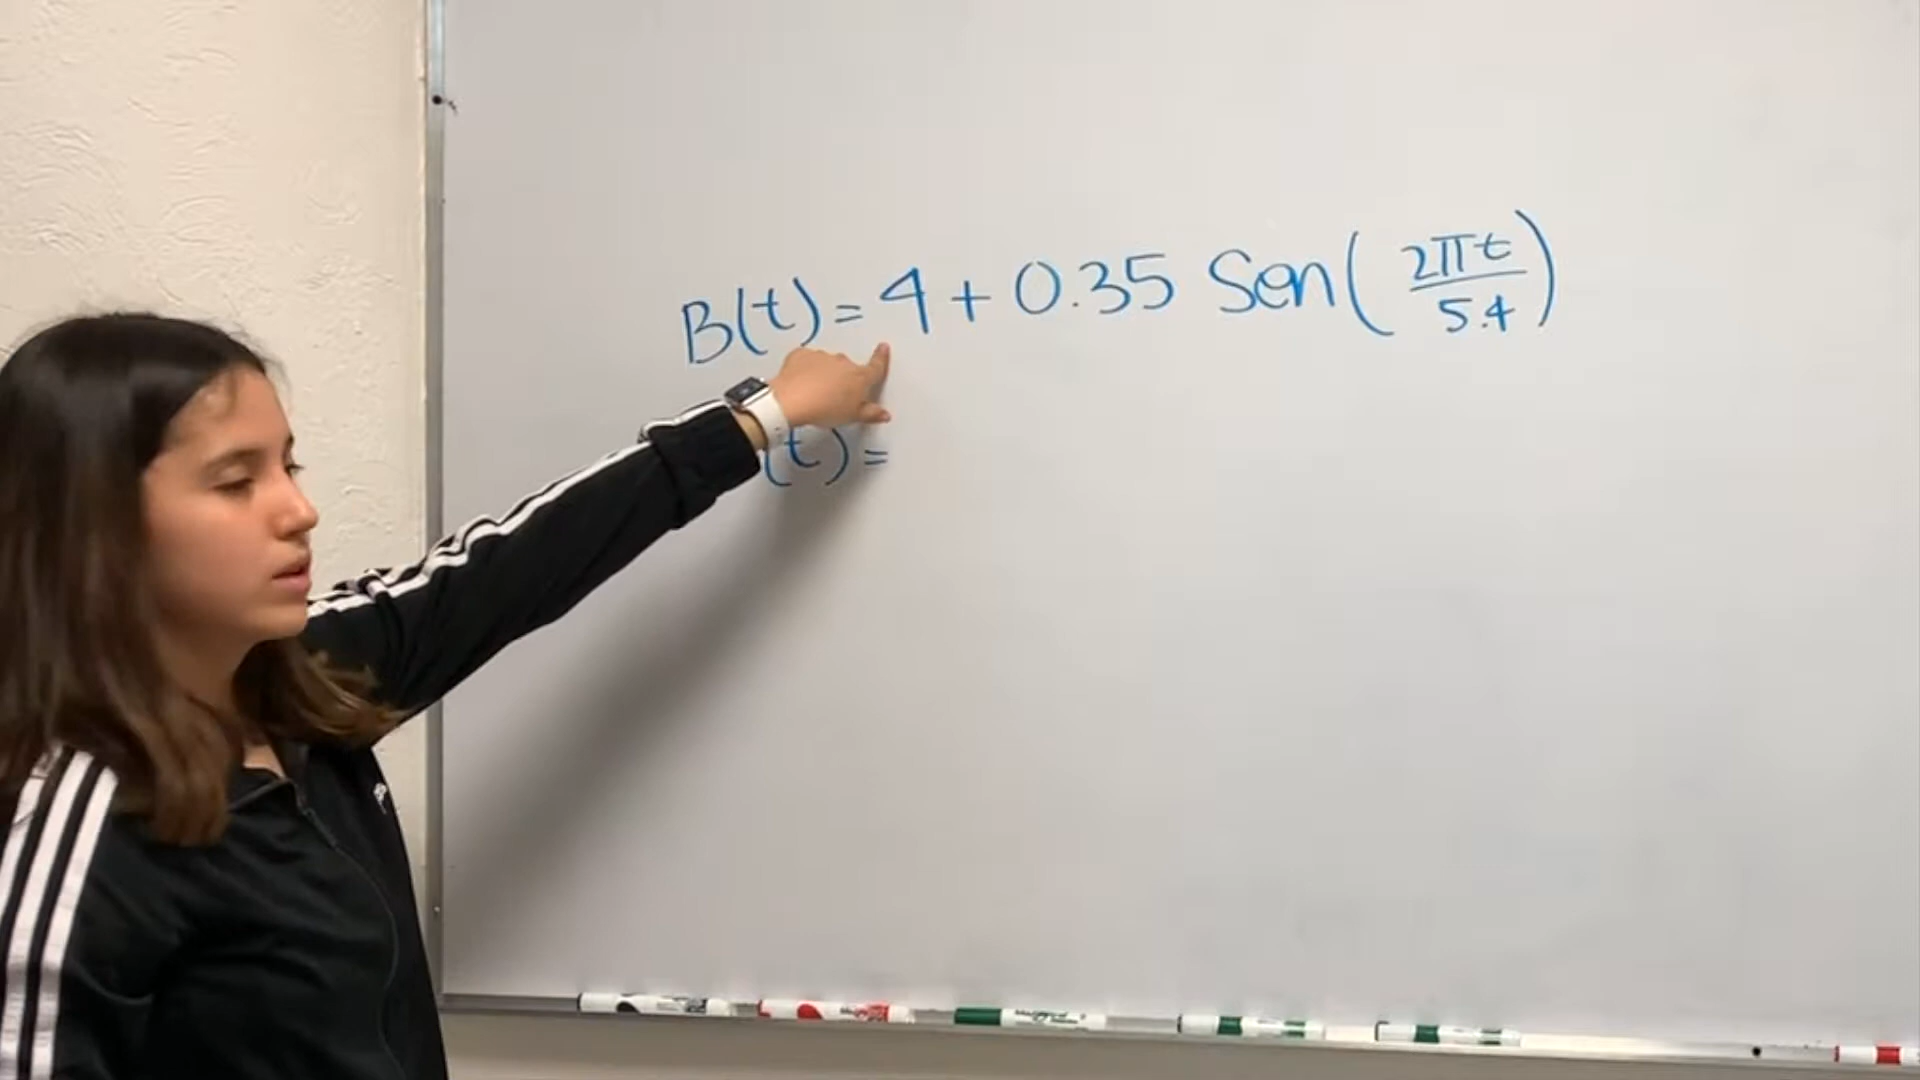 B(t) = 4 + 0.35 Sen( 2πt / 5.4 )
(t) =